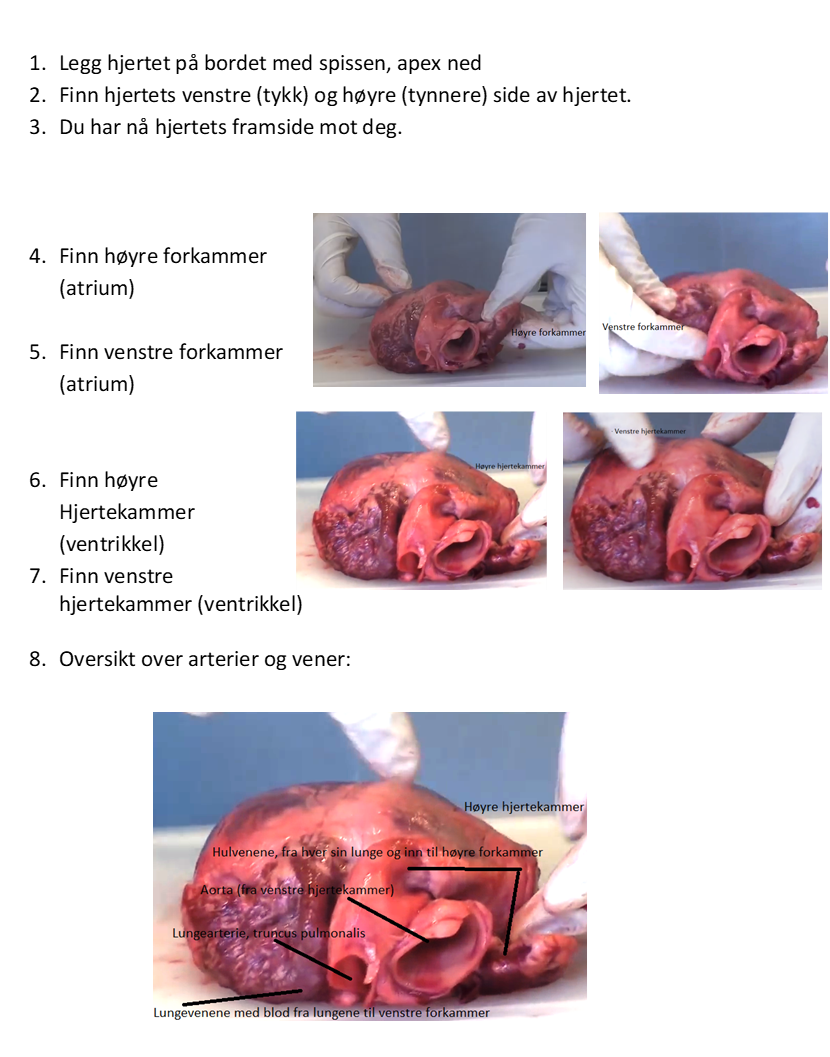 1. Legg hjertet på bordet med spissen, apex ned
2. Finn hjertets venstre (tykk) og høyre (tynnere) side av hjertet.
3. Du har nå hjertets framside mot deg.
4. Finn høyre forkammer
(atrium)
Høyre forkammer
Venstre forkammer
5. Finn venstre forkammer
(atrium)
6. Finn høyre
Hjertekammer
(ventrikkel)
Høyre hjertekammer
Venstre hjertekammer
7. Finn venstre
hjertekammer (ventrikkel)
8. Oversikt over arterier og vener:
Høyre hjertekammer
Hulvenene, fra hver sin lunge og inn til høyre forkammer
Aorta (fra venstre hjertekammer)
Lungearterie, truncus pulmonalis
Lungevenene med blod fra lungene til venstre forkammer